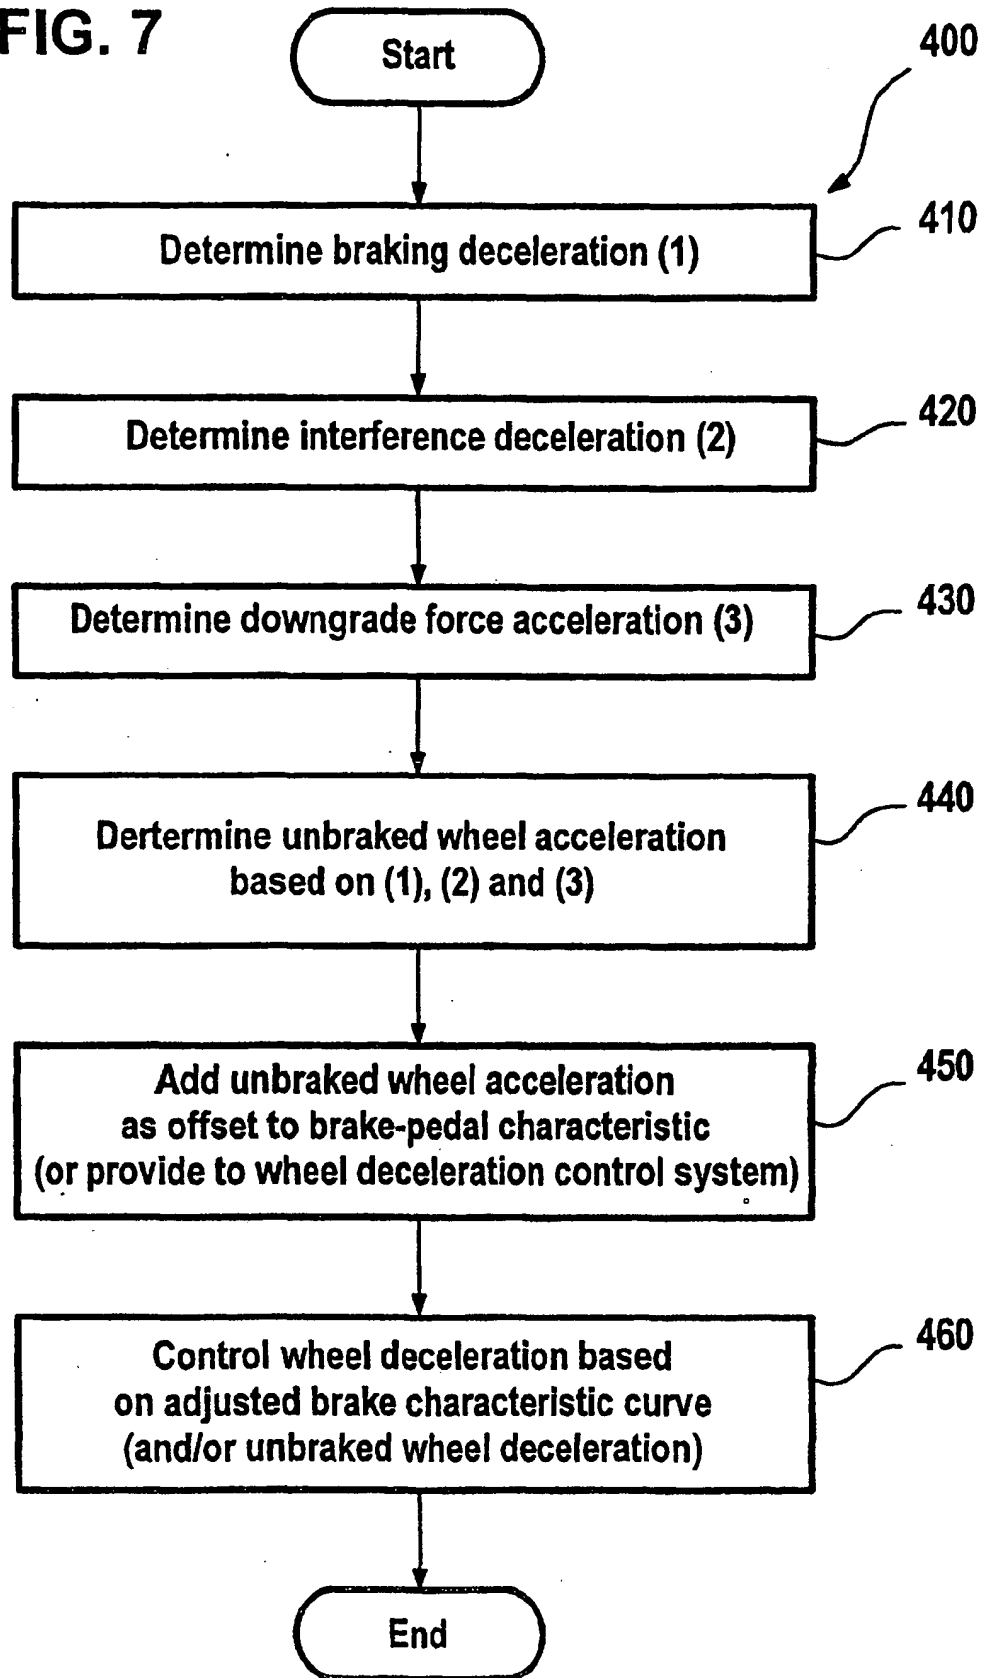 FIG. 7
Start
400
Determine braking deceleration (1)
410
Determine interference deceleration (2)
420
Determine downgrade force acceleration (3)
430
Dertermine unbraked wheel acceleration
based on (1), (2) and (3)
440
Add unbraked wheel acceleration
as offset to brake-pedal characteristic
(or provide to wheel deceleration control system)
450
Control wheel deceleration based
on adjusted brake characteristic curve
(and/or unbraked wheel deceleration)
460
End